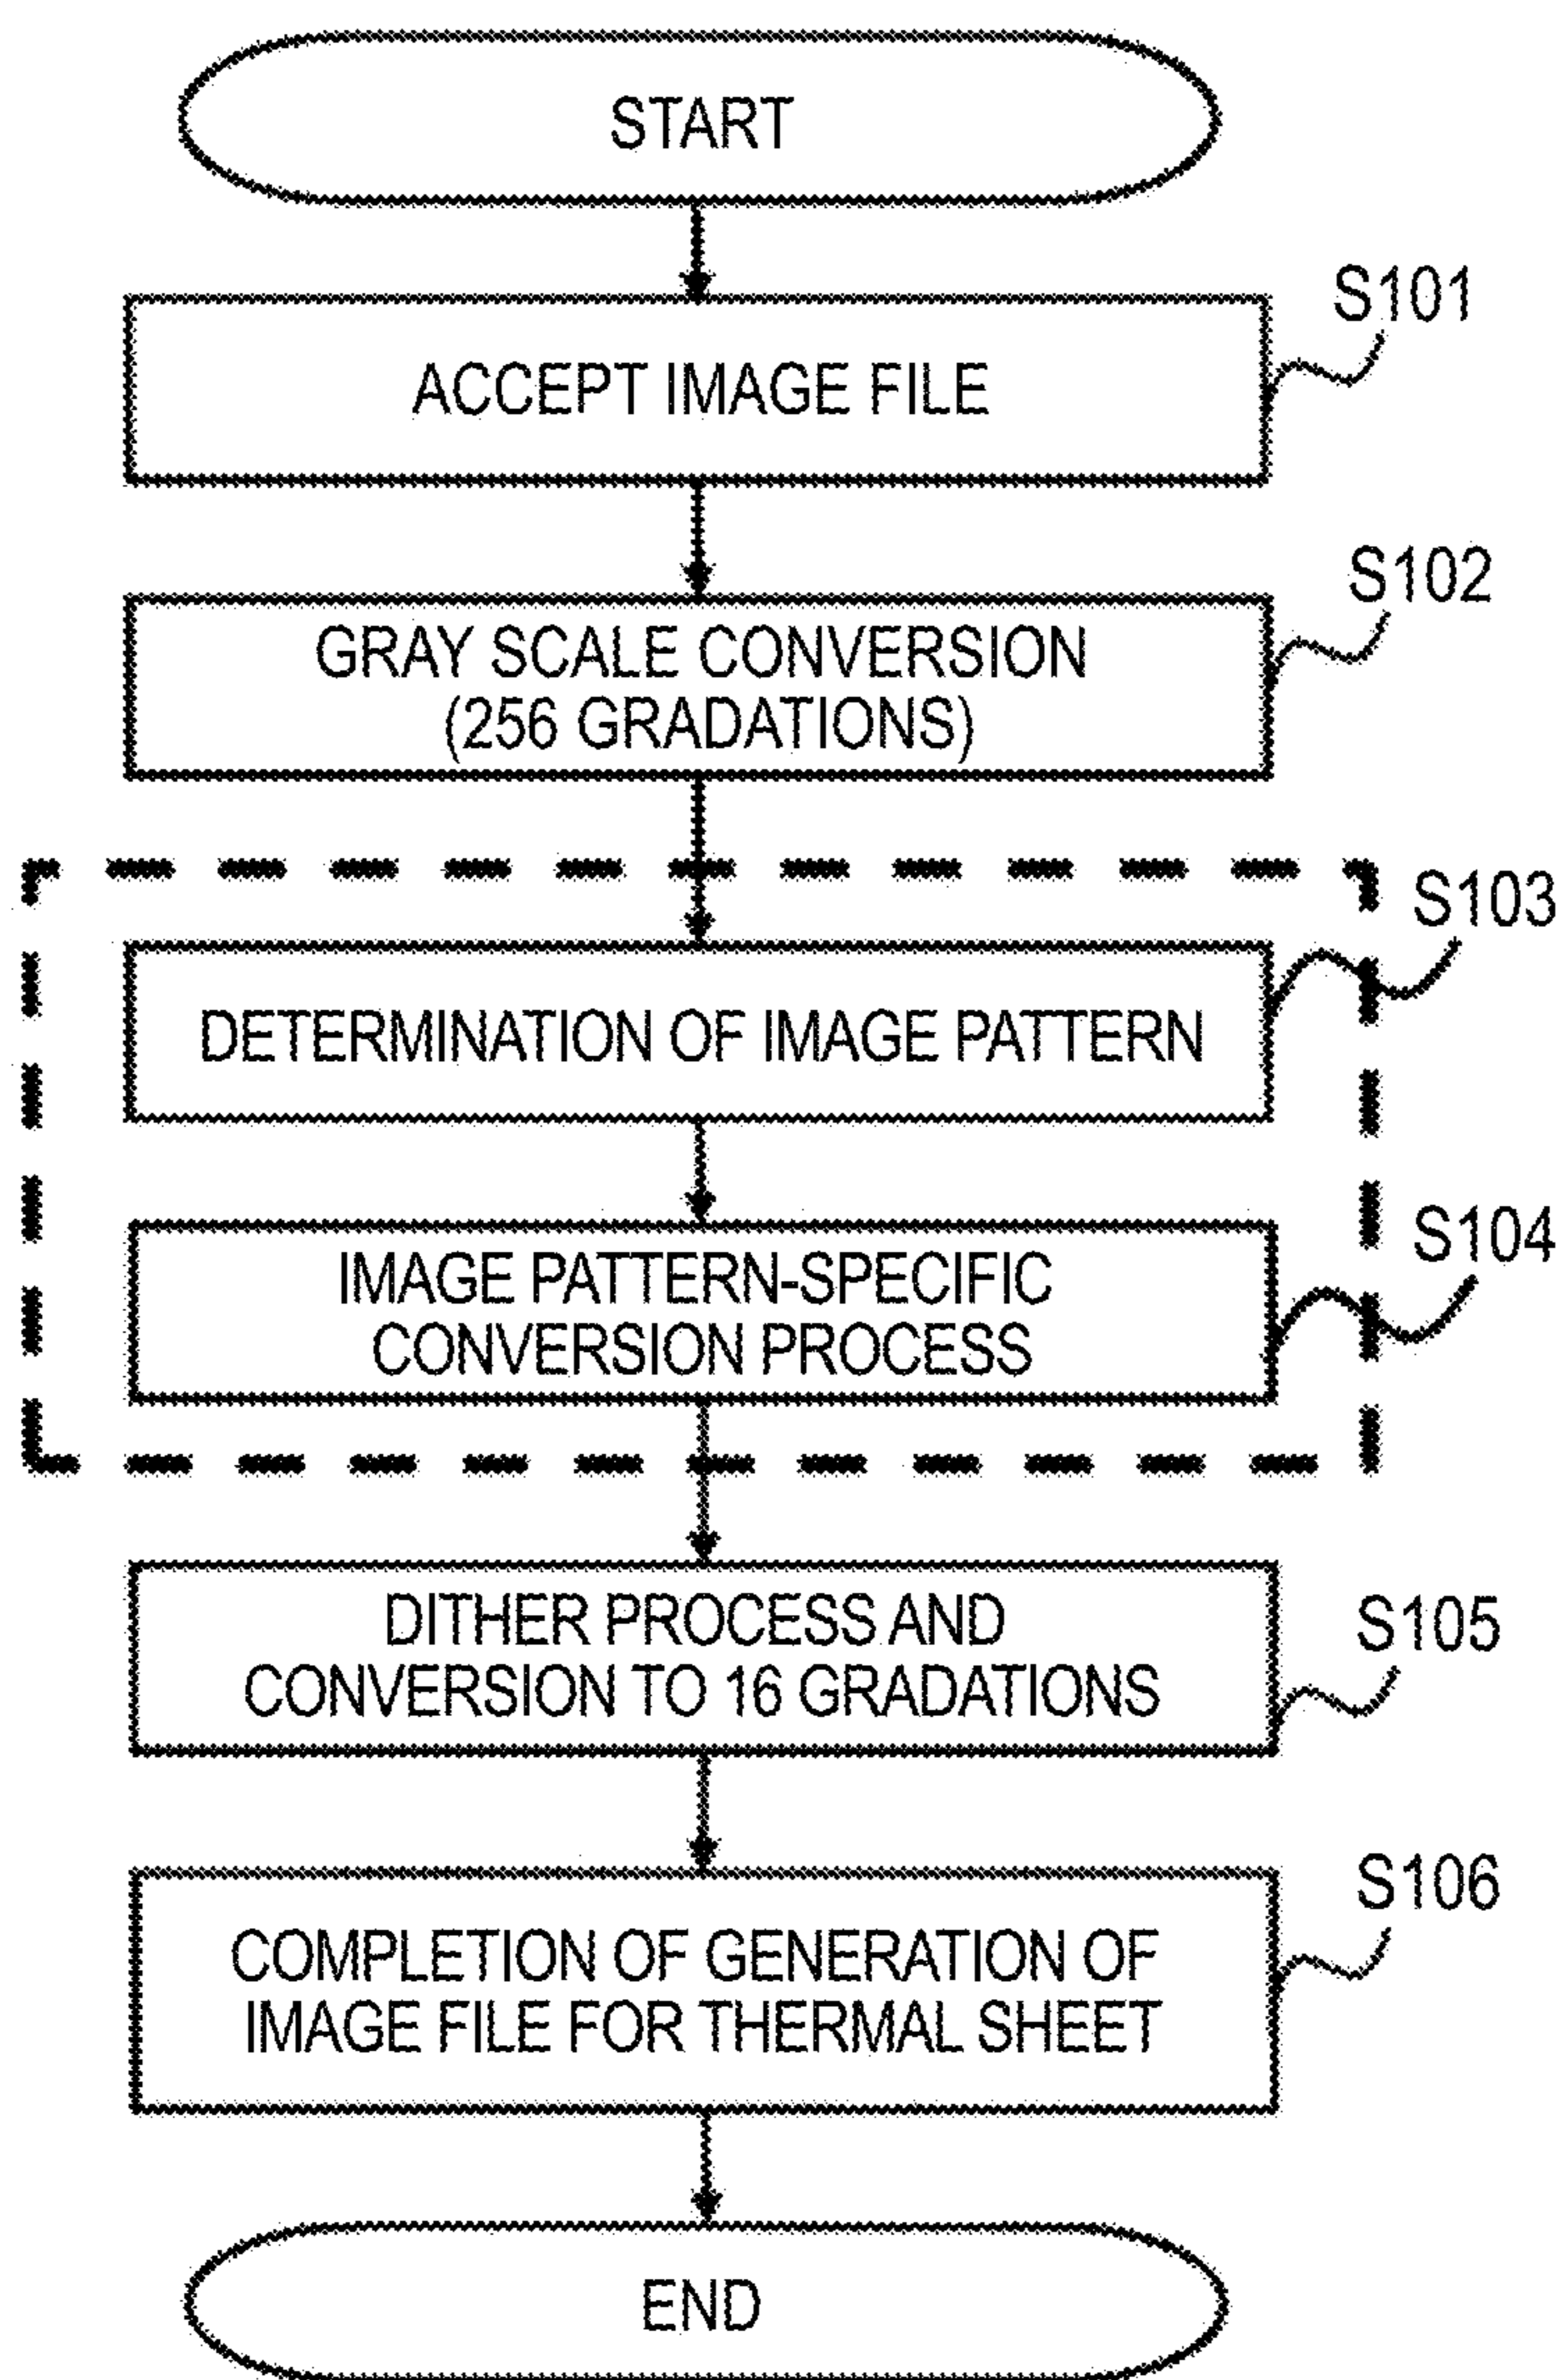 START
S101
ACCEPT IMAGE FILE
S102
GRAY SCALE CONVERSION
(256 GRADATIONS)
S103
DETERMINATION OF IMAGE PATTERN
S104
IMAGE PATTERN-SPECIFIC
CONVERSION PROCESS
S105
DITHER PROCESS AND
CONVERSION TO 16 GRADATIONS
S106
COMPLETION OF GENERATION OF
IMAGE FILE FOR THERMAL SHEET
END